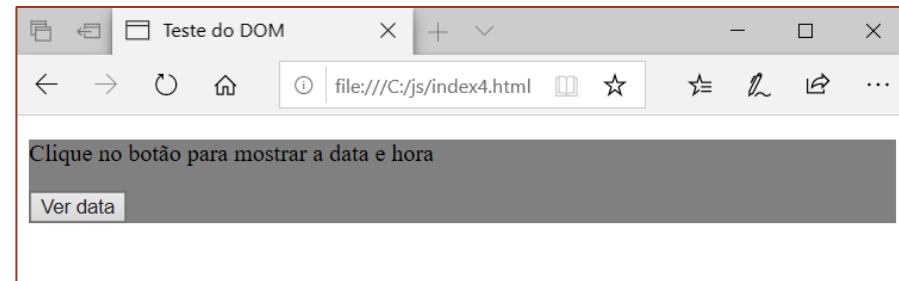 Teste do DOM
file:///C:/js/index4.html
Clique no botão para mostrar a data e hora
Ver data